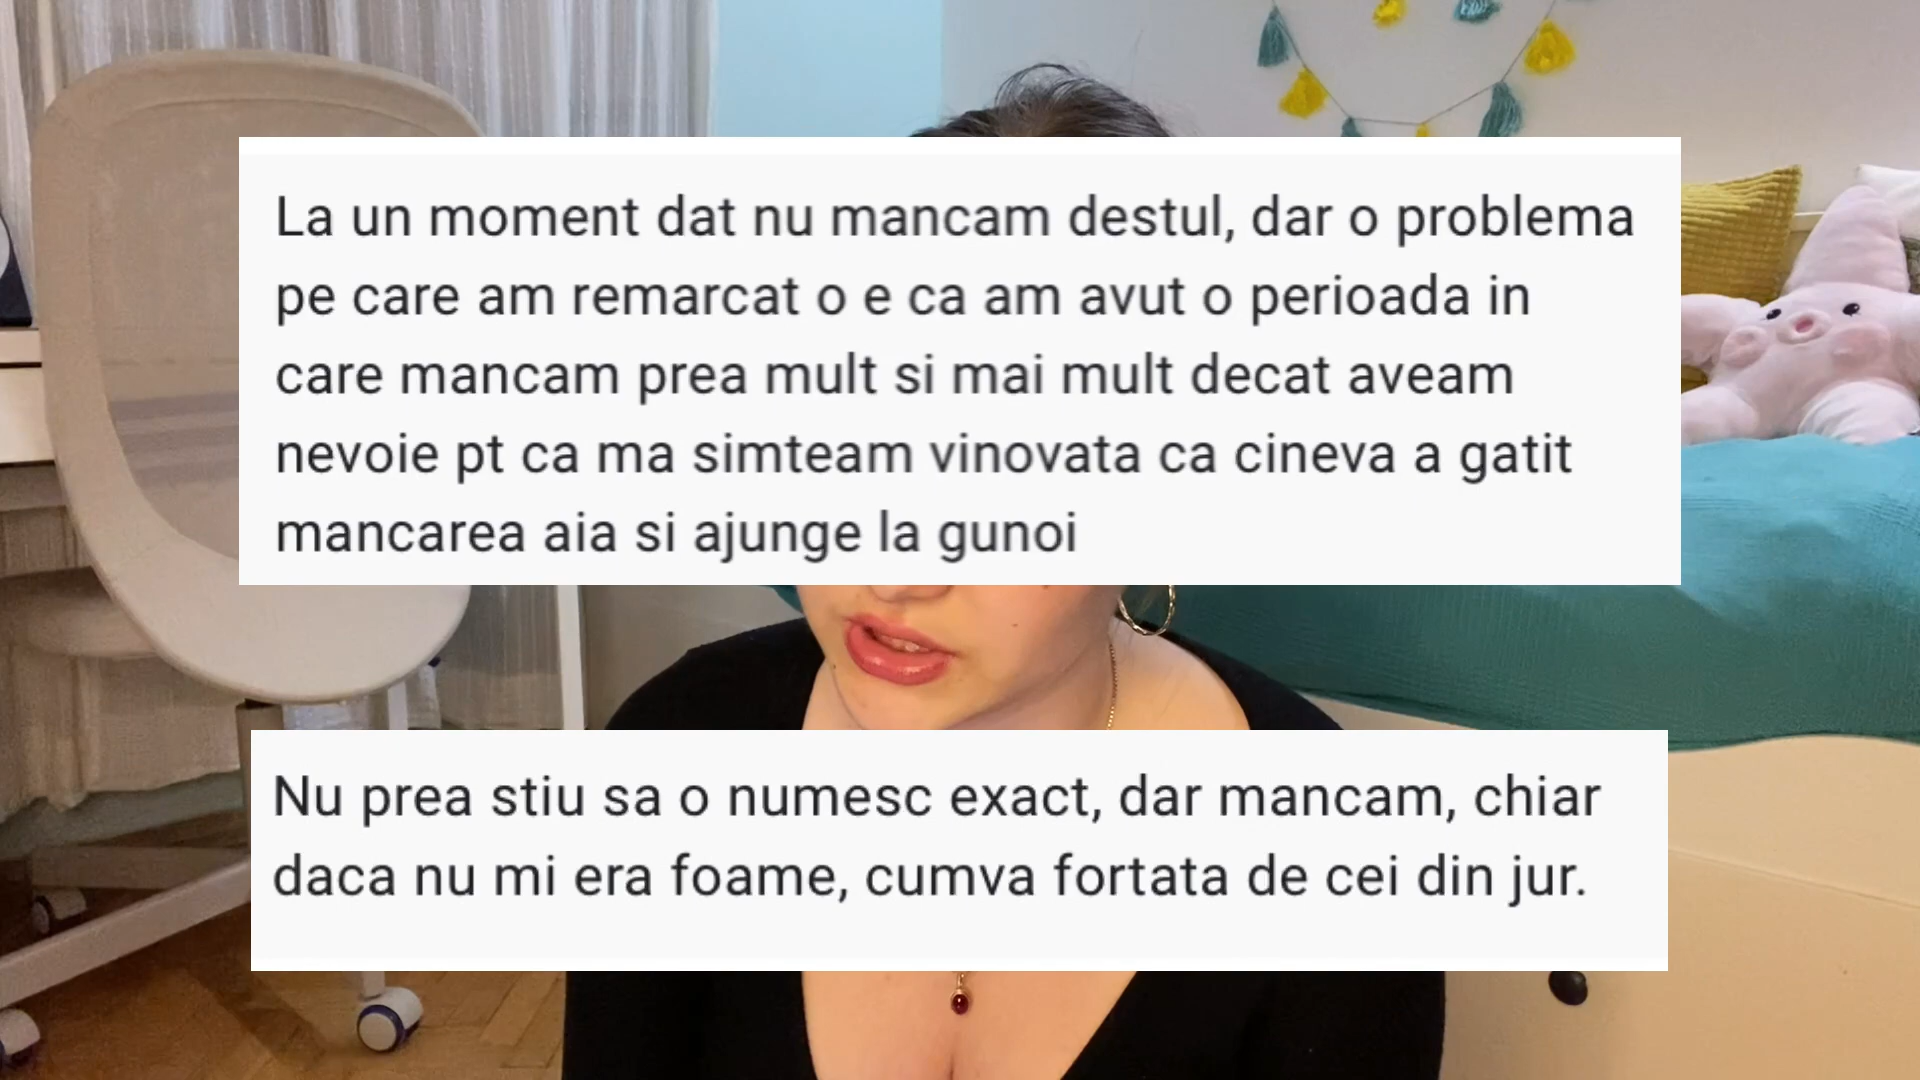 La un moment dat nu mancam destul, dar o problema
pe care am remarcat o e ca am avut o perioada in
care mancam prea mult si mai mult decat aveam
nevoie pt ca ma simteam vinovata ca cineva a gatit
mancarea aia si ajunge la gunoi
Nu prea stiu sa o numesc exact, dar mancam, chiar
daca nu mi era foame, cumva fortata de cei din jur.